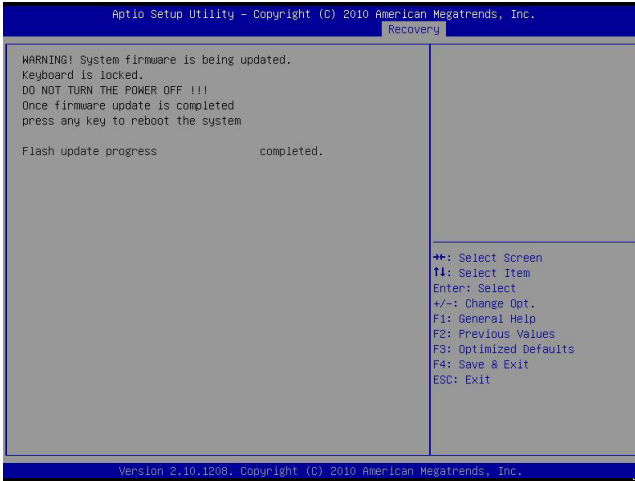 Aptio Setup Utility – Copyright (C) 2010 American Megatrends, Inc.
Recovery
WARNING! System firmware is being updated.
Keyboard is locked.
DO NOT TURN THE POWER OFF !!!
Once firmware update is completed
press any key to reboot the system
Flash update progress completed.
→←: Select Screen
↑↓: Select Item
Enter: Select
+/-: Change Opt.
F1: General Help
F2: Previous Values
F3: Optimized Defaults
F4: Save & Exit
ESC: Exit
Version 2.10.1208. Copyright (C) 2010 American Megatrends, Inc.